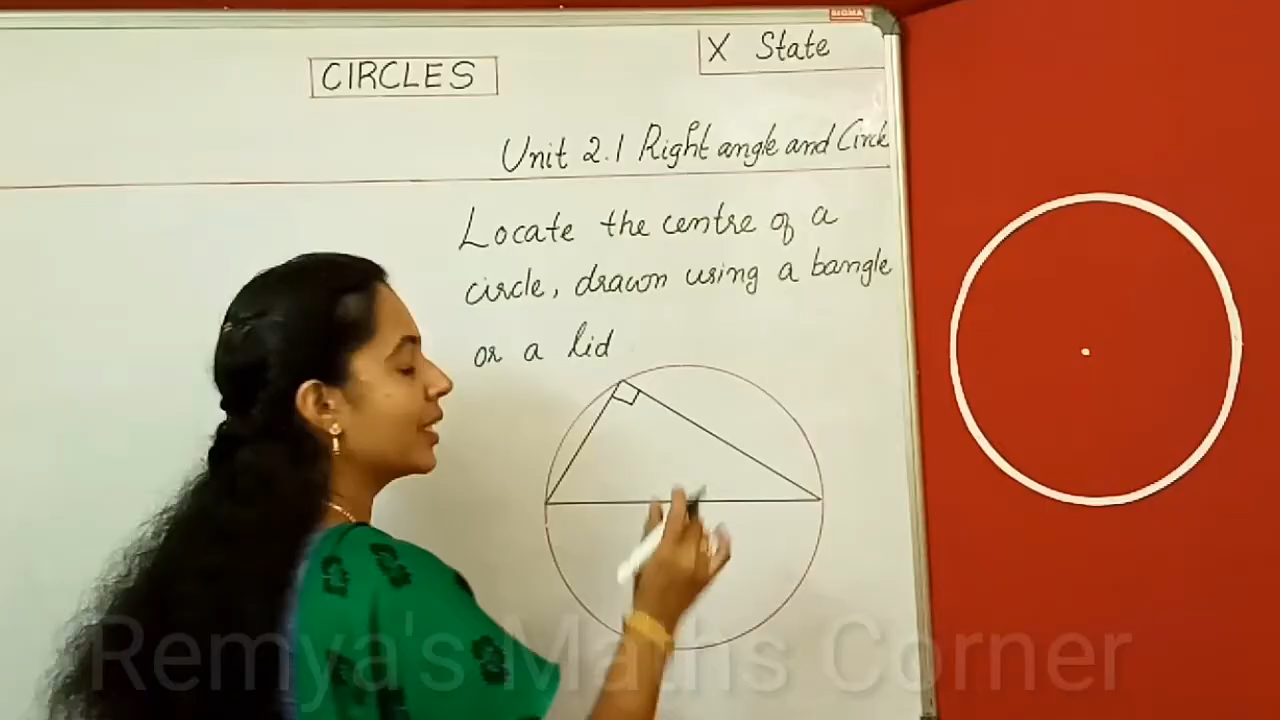 SIGMA
X State
CIRCLES
Unit 2.1 Right angle and Circle
Locate the centre of a
circle, drawn using a bangle
or a lid
Remya's Maths Corner